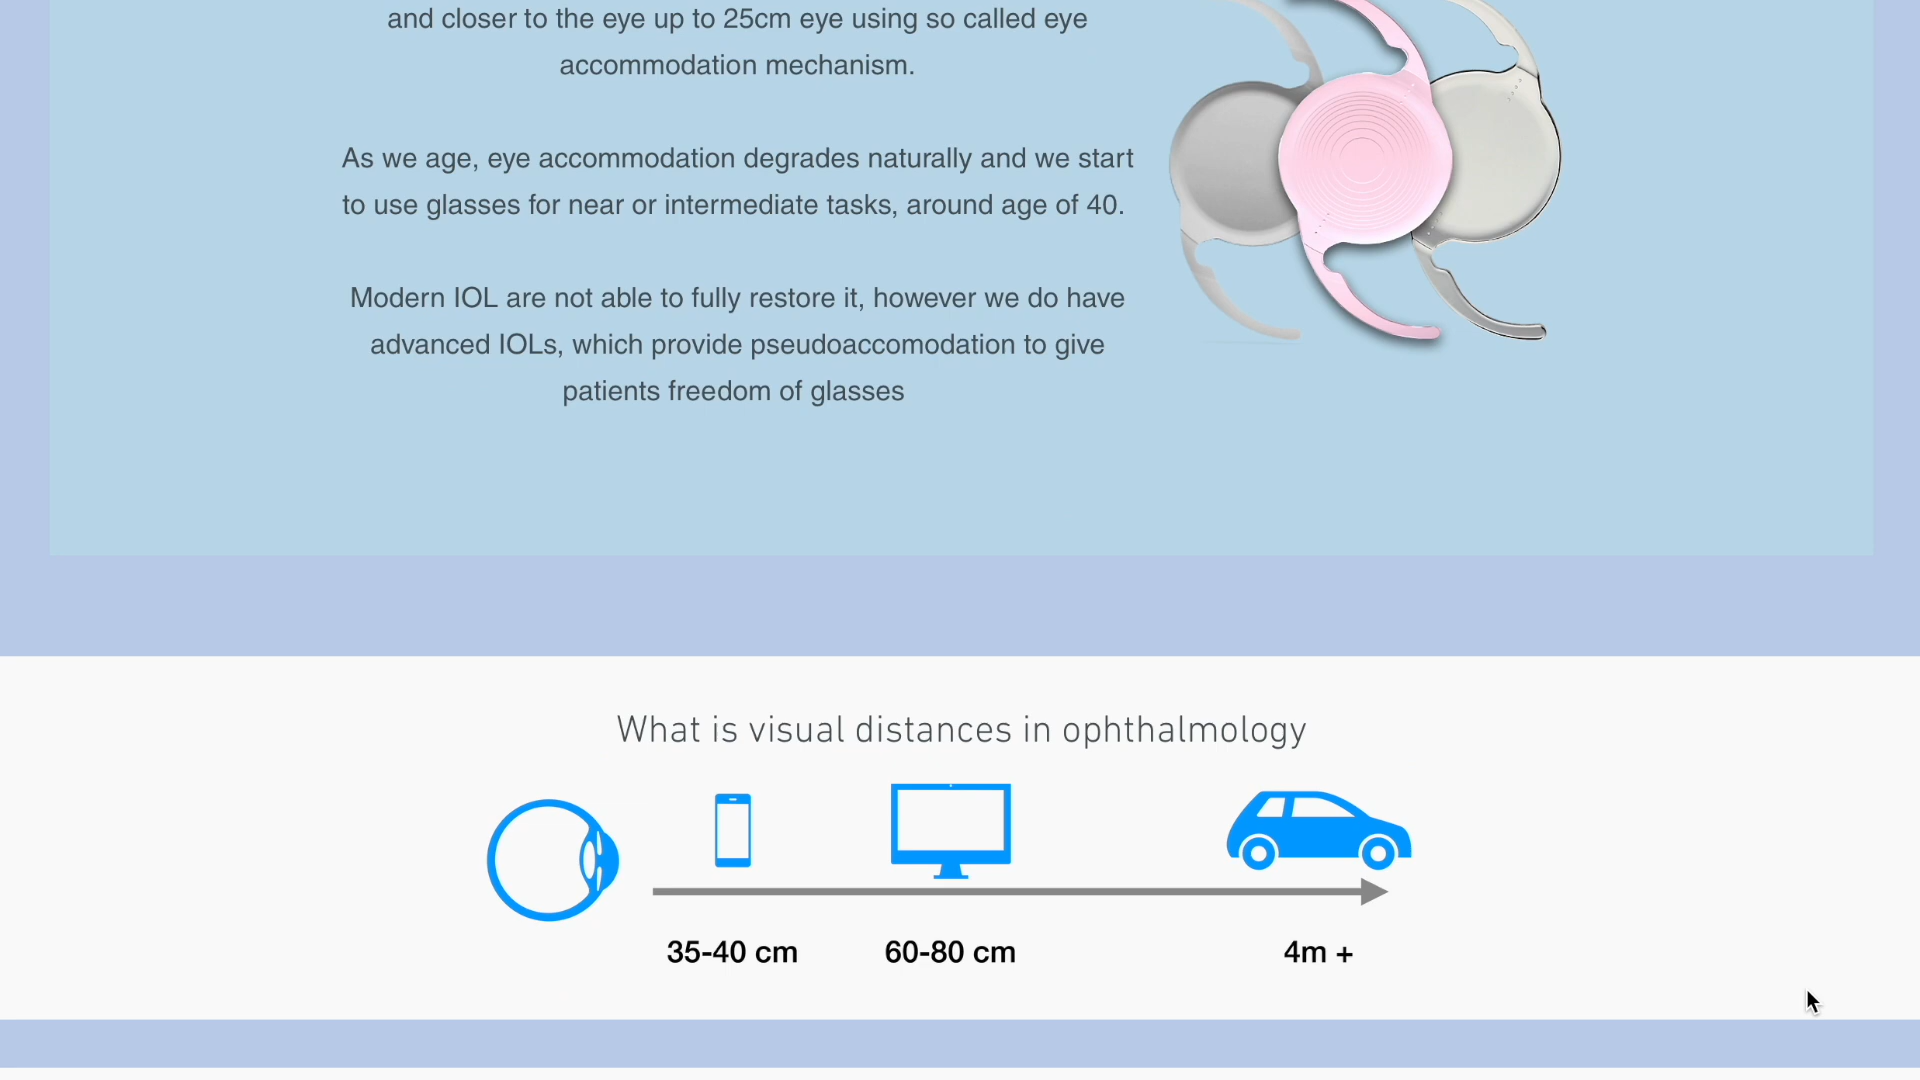 and closer to the eye up to 25cm eye using so called eye
accommodation mechanism.
As we age, eye accommodation degrades naturally and we start
to use glasses for near or intermediate tasks, around age of 40.
Modern IOL are not able to fully restore it, however we do have
advanced IOLs, which provide pseudoaccomodation to give
patients freedom of glasses
What is visual distances in ophthalmology
35-40 cm
60-80 cm
4m +